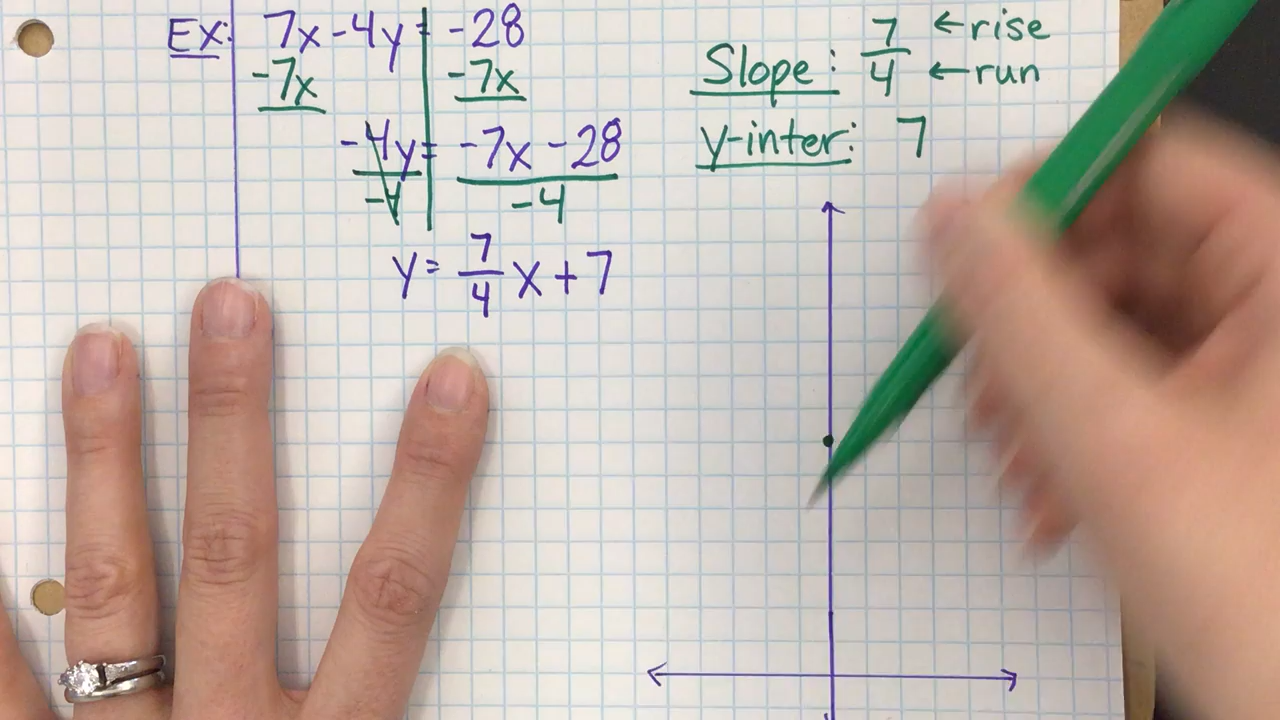 Ex: 7x - 4y = -28
-7x -7x
-4y = -7x - 28
-4 -4
y = 7/4 x + 7
Slope: 7/4 ← rise ← run
y-inter: 7